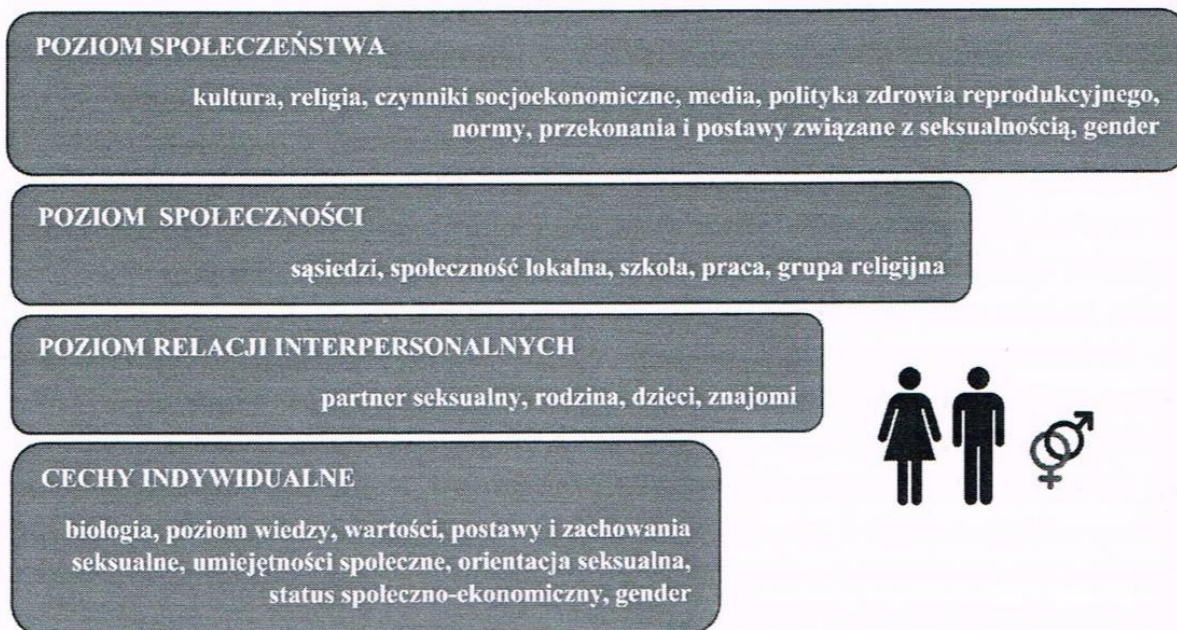 POZIOM SPOŁECZEŃSTWA
kultura, religia, czynniki socjoekonomiczne, media, polityka zdrowia reprodukcyjnego,
normy, przekonania i postawy związane z seksualnością, gender
POZIOM SPOŁECZNOŚCI
sąsiedzi, społeczność lokalna, szkoła, praca, grupa religijna
POZIOM RELACJI INTERPERSONALNYCH
partner seksualny, rodzina, dzieci, znajomi
CECHY INDYWIDUALNE
biologia, poziom wiedzy, wartości, postawy i zachowania
seksualne, umiejętności społeczne, orientacja seksualna,
status społeczno-ekonomiczny, gender